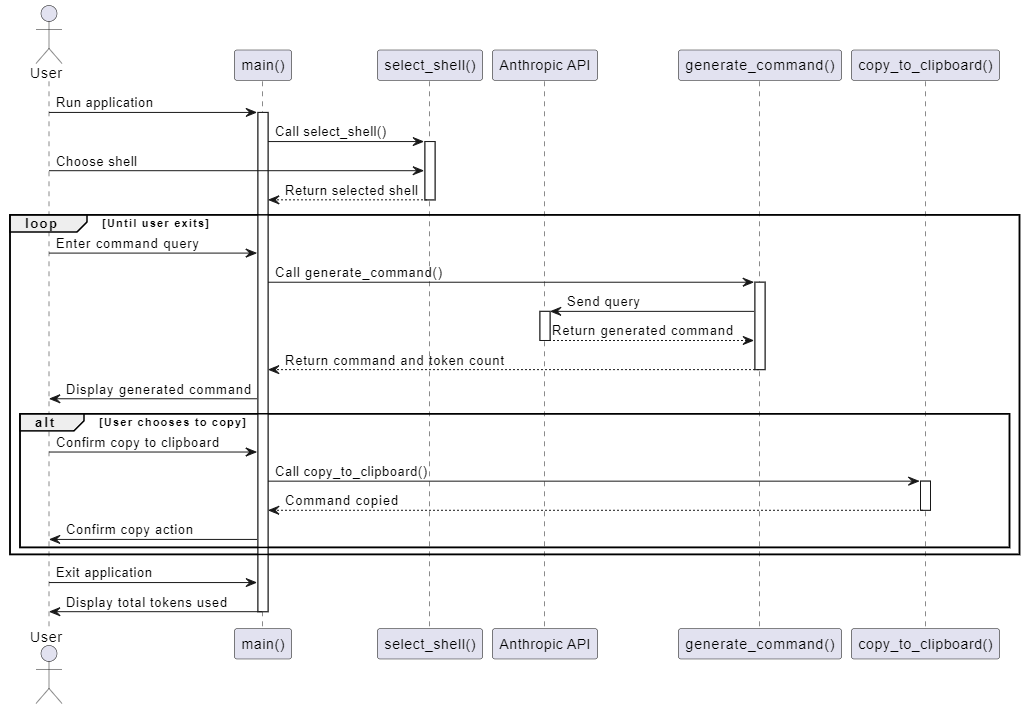 User
main()
select_shell()
Anthropic API
generate_command()
copy_to_clipboard()
Run application
Call select_shell()
Choose shell
Return selected shell
loop
[Until user exits]
Enter command query
Call generate_command()
Send query
Return generated command
Return command and token count
Display generated command
alt
[User chooses to copy]
Confirm copy to clipboard
Call copy_to_clipboard()
Command copied
Confirm copy action
Exit application
Display total tokens used
User
main()
select_shell()
Anthropic API
generate_command()
copy_to_clipboard()